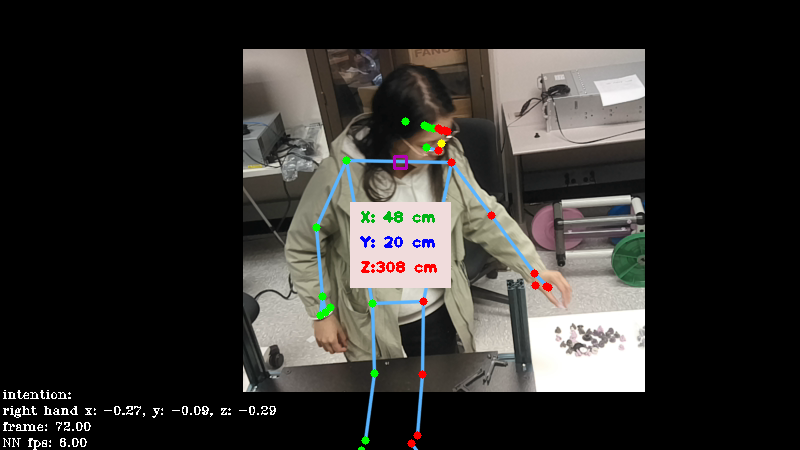 FANC
X: 48 cm
Y: 20 cm
Z:308 cm
intention:
right hand x: -0.27, y: -0.09, z: -0.29
frame: 72.00
NN fps: 6.00